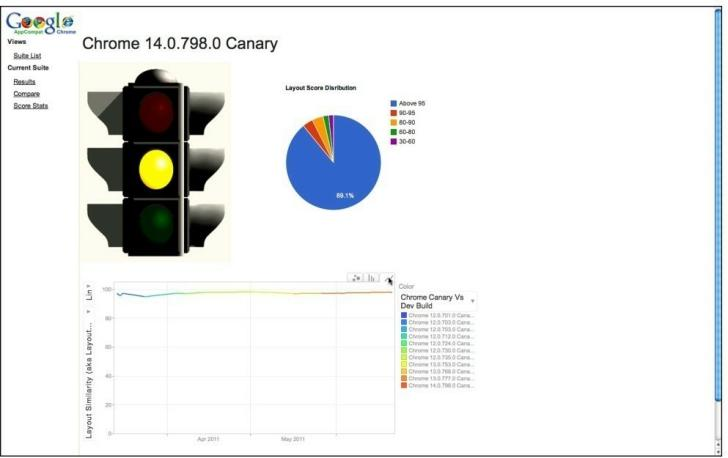 Google
AppCompat Chrome
Views
Suite List
Current Suite
Results
Compare
Score Stats
Chrome 14.0.798.0 Canary
Layout Score Disribution
Above 95
90-95
80-90
60-80
30-60
89.1%
Color
Chrome Canary Vs
Dev Build
Chrome 12.0.701.0 Cana...
Chrome 12.0.703.0 Cana...
Chrome 12.0.703.0 Cana...
Chrome 12.0.712.0 Cana...
Chrome 12.0.724.0 Cana...
Chrome 12.0.730.0 Cana...
Chrome 12.0.735.0 Cana...
Chrome 13.0.753.0 Cana...
Chrome 13.0.768.0 Cana...
Chrome 13.0.777.0 Cana...
Chrome 14.0.798.0 Cana...
Lin
Layout Similarity (aka Layout...
100
80
60
40
20
0
Apr 2011
May 2011